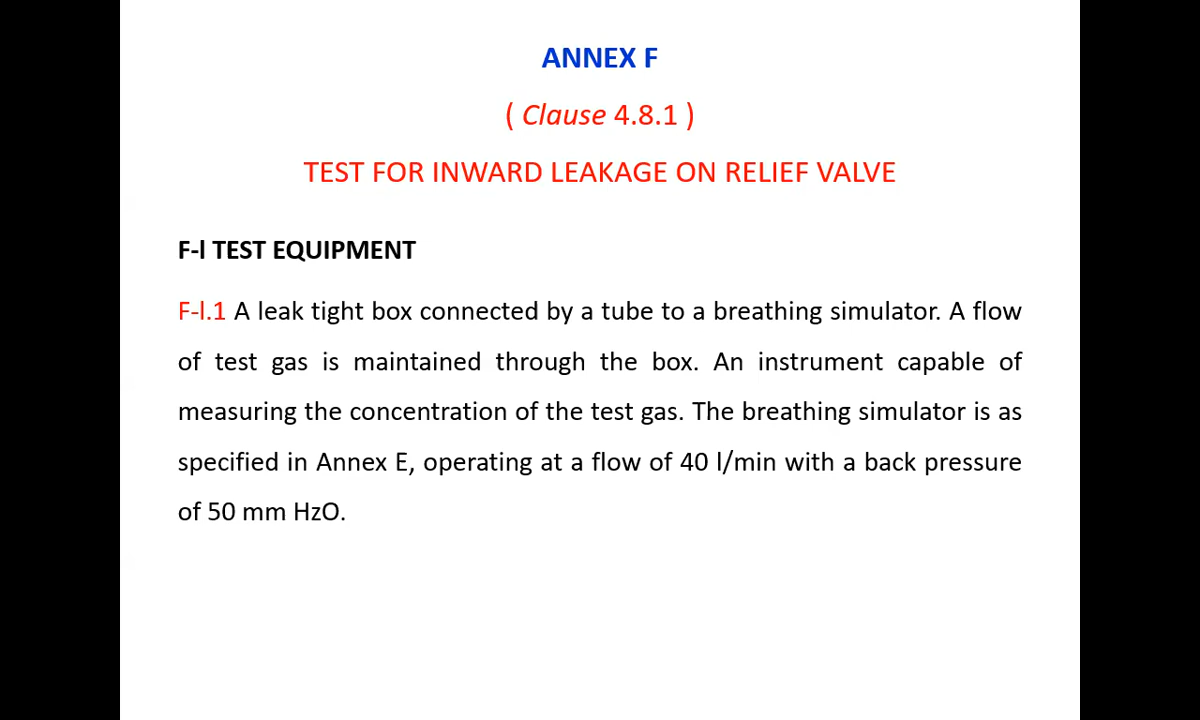 ANNEX F
( Clause 4.8.1 )
TEST FOR INWARD LEAKAGE ON RELIEF VALVE
F-l TEST EQUIPMENT
F-l.1 A leak tight box connected by a tube to a breathing simulator. A flow
of test gas is maintained through the box. An instrument capable of
measuring the concentration of the test gas. The breathing simulator is as
specified in Annex E, operating at a flow of 40 l/min with a back pressure
of 50 mm HzO.